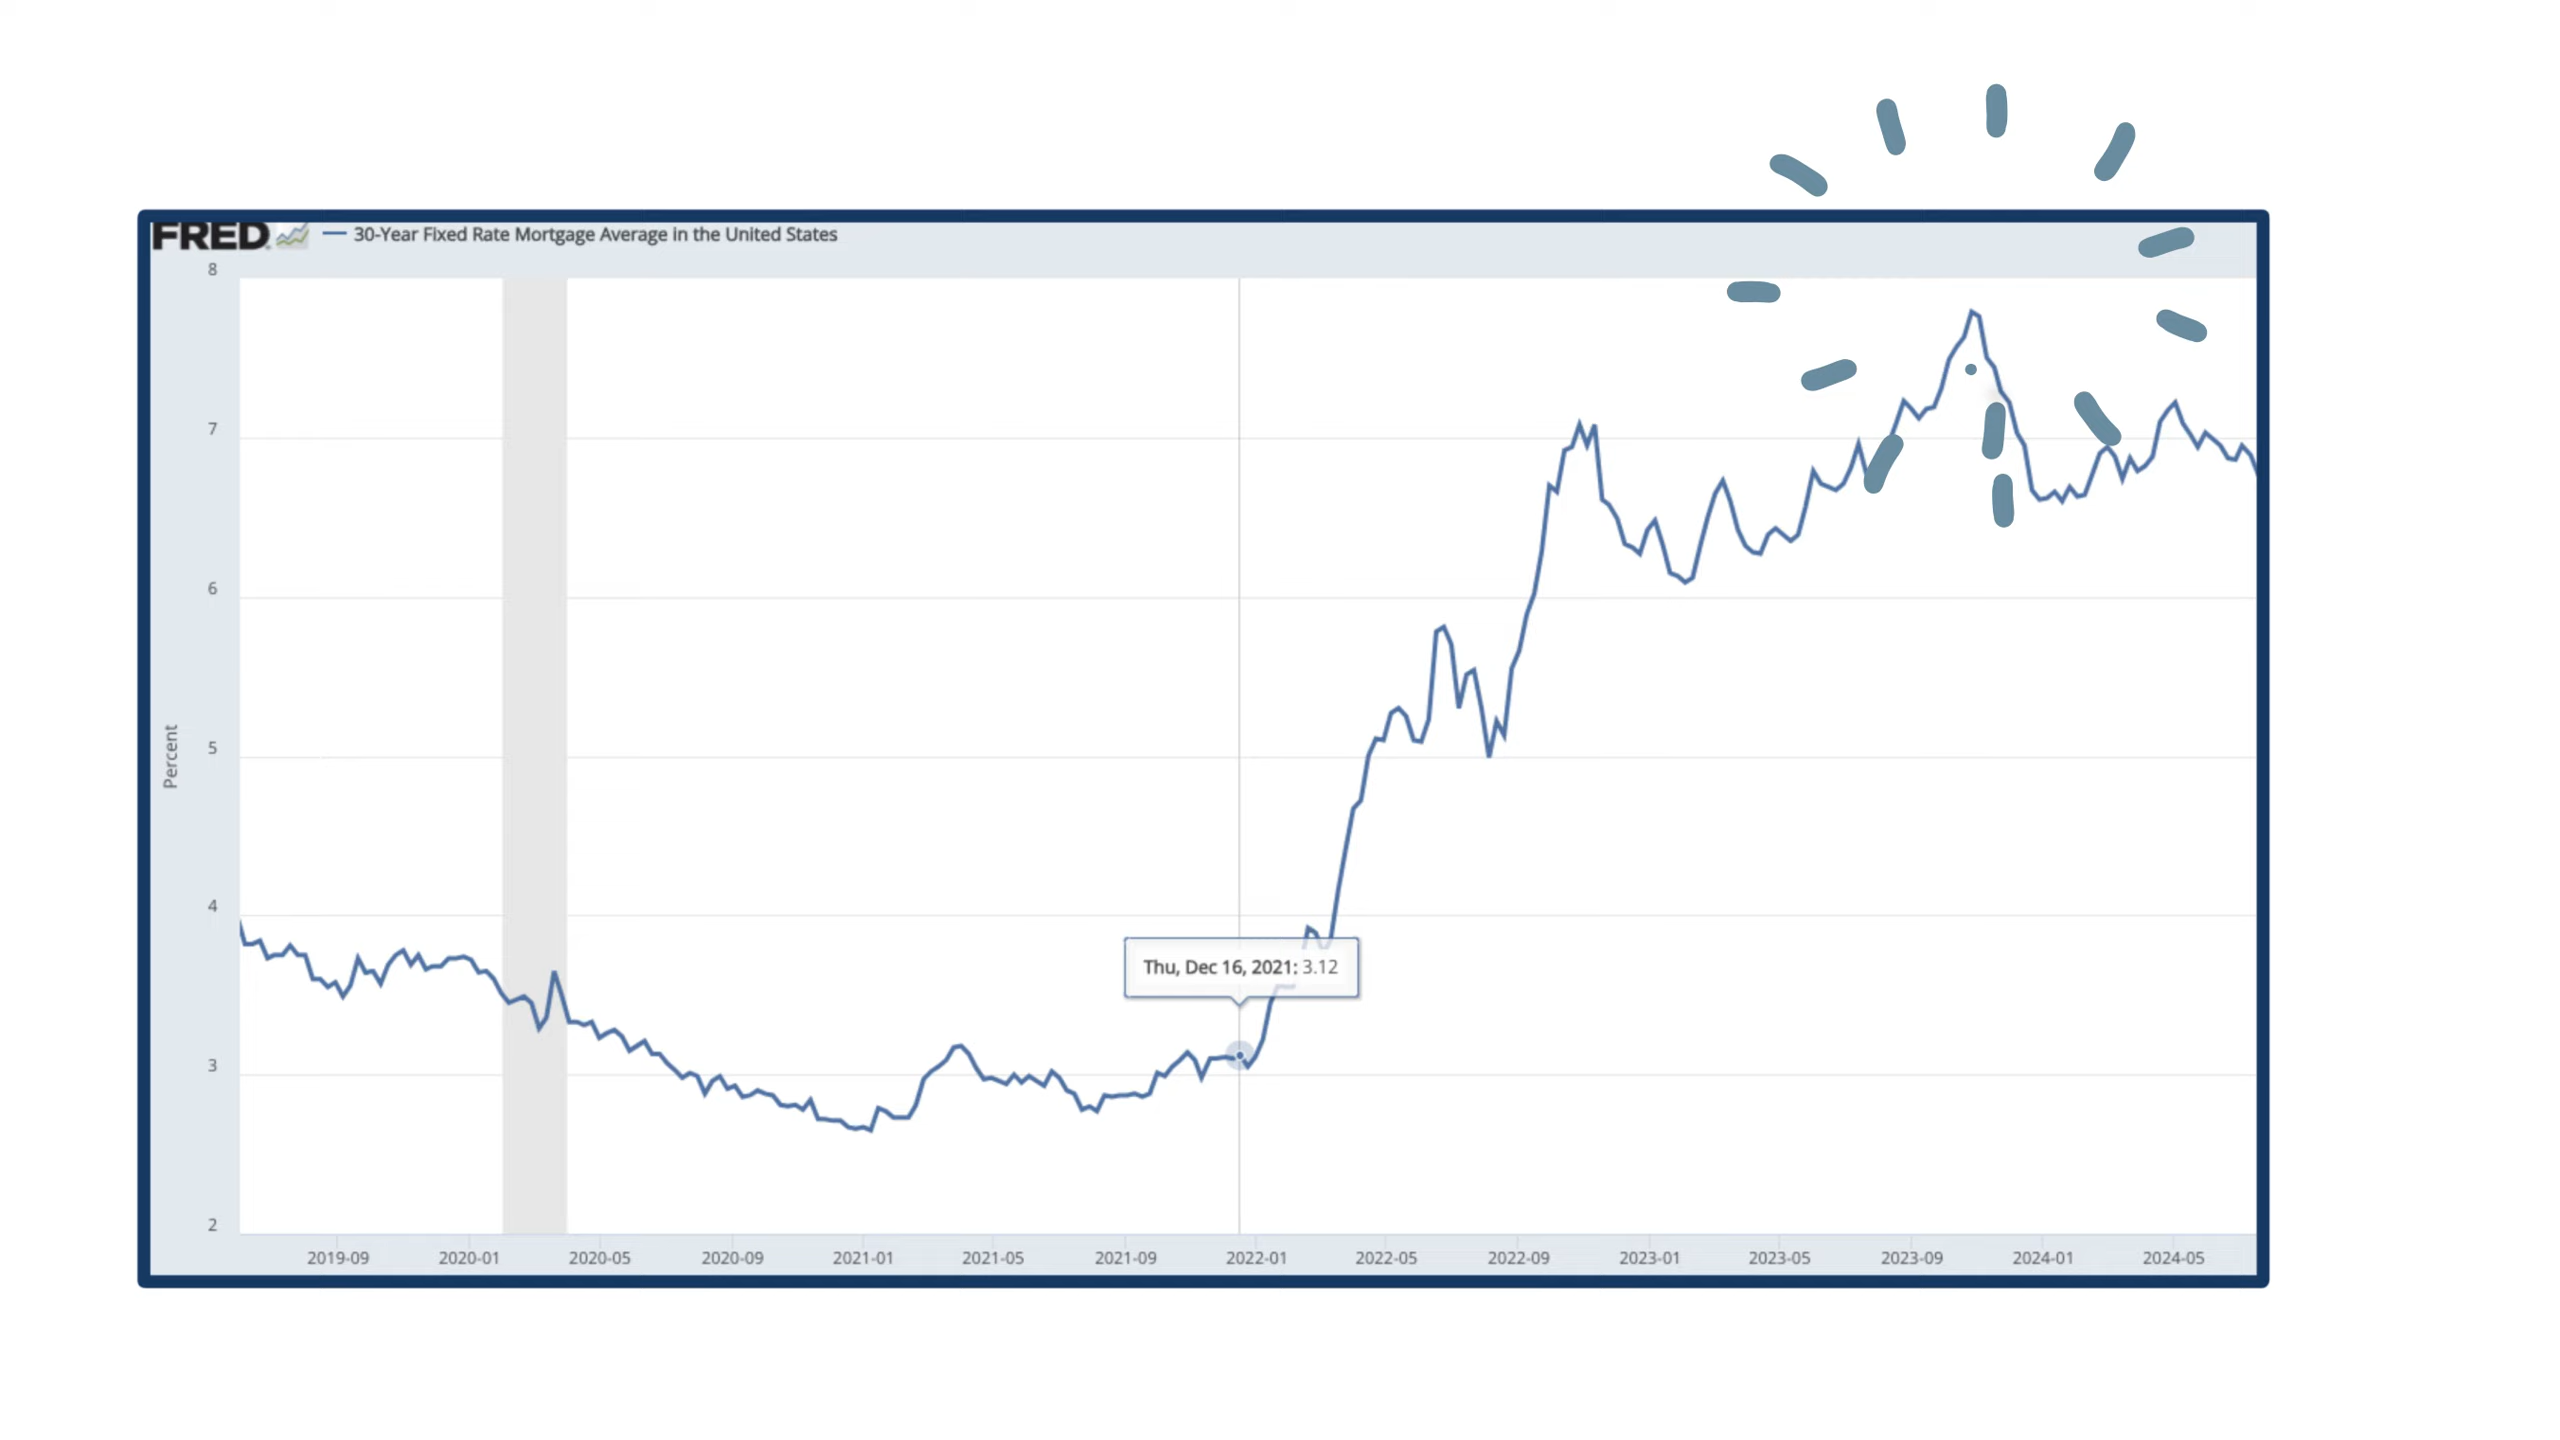 FRED
30-Year Fixed Rate Mortgage Average in the United States
8
7
6
5
4
3
2
Percent
Thu, Dec 16, 2021: 3.12
2019-09 2020-01 2020-05 2020-09 2021-01 2021-05 2021-09 2022-01 2022-05 2022-09 2023-01 2023-05 2023-09 2024-01 2024-05